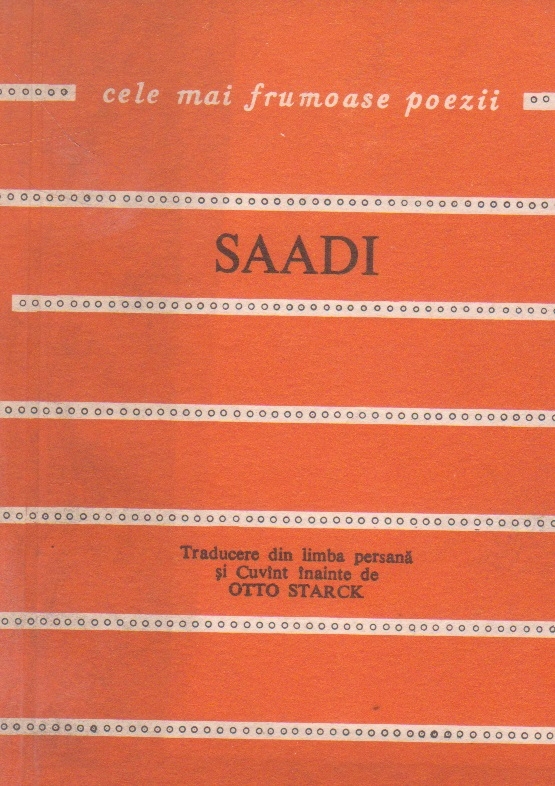 cele mai frumoase poezii
SAADI
Traducere din limba persană
și Cuvînt înainte de
OTTO STARCK